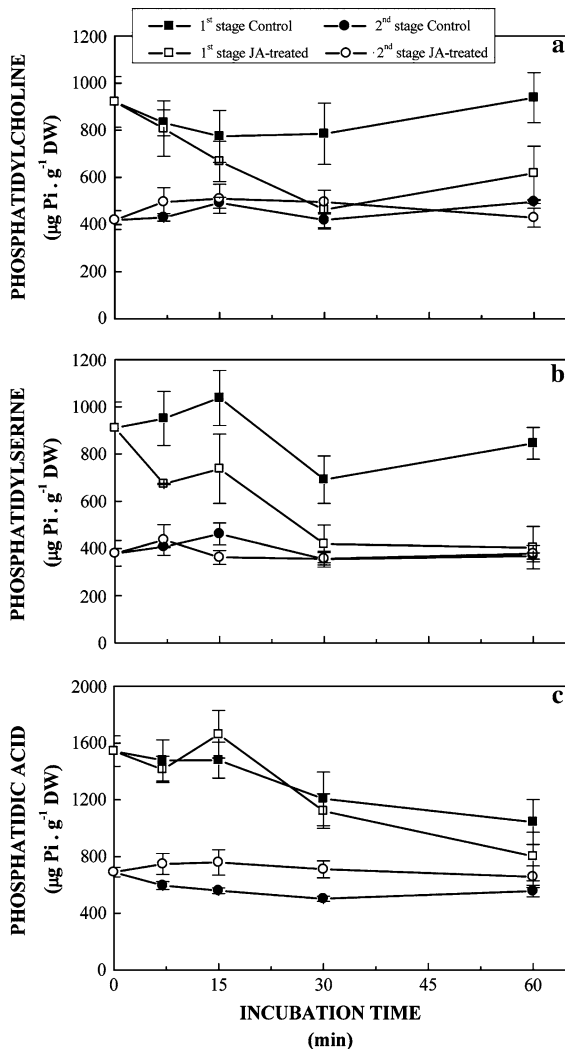 1st stage Control
2nd stage Control
1st stage JA-treated
2nd stage JA-treated
a
1200
1000
800
600
400
200
0
PHOSPHATIDYLCHOLINE
(µg Pi . g-1 DW)
b
1200
1000
800
600
400
200
0
PHOSPHATIDYLSERINE
(µg Pi . g-1 DW)
c
2000
1600
1200
800
400
0
PHOSPHATIDIC ACID
(µg Pi . g-1 DW)
0 15 30 45 60
INCUBATION TIME
(min)